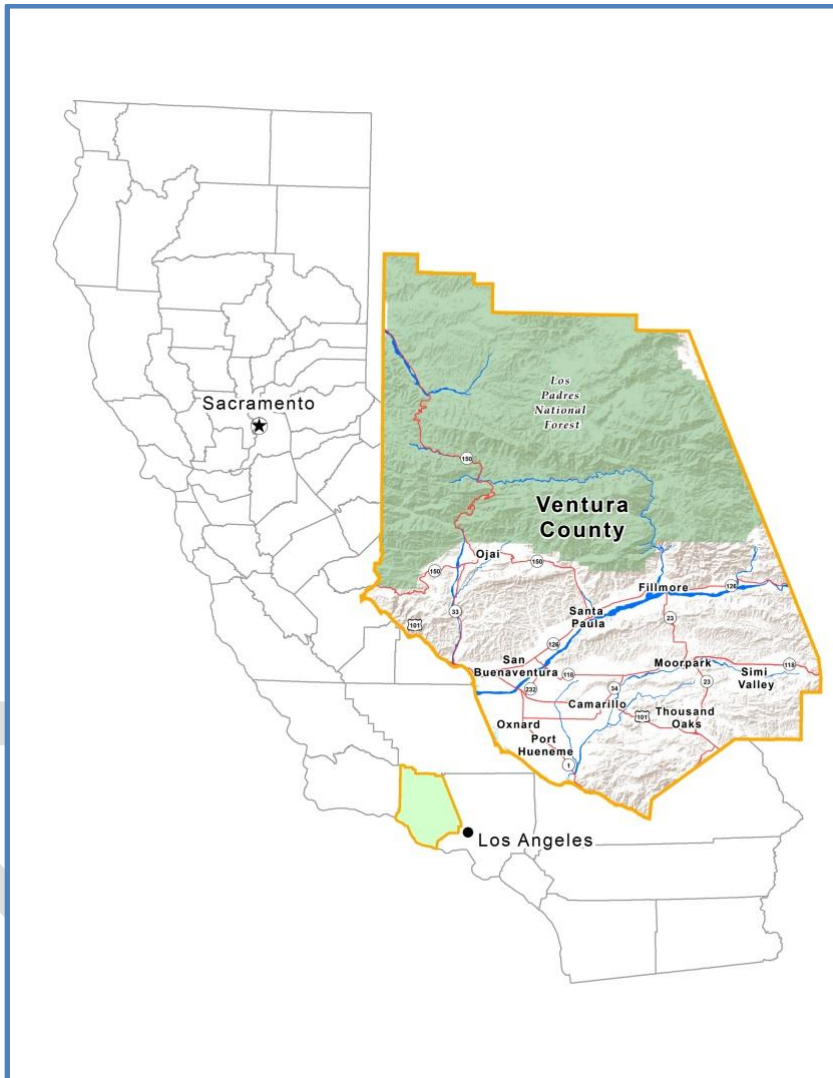 Sacramento
Los
Padres
National
Forest
150
Ventura
County
Ojai
150
150
Fillmore
126
33
Santa
Paula
101
23
126
San
Buenaventura
118
Moorpark
118
Simi
Valley
23
232
34
Camarillo
Thousand
Oaks
101
Oxnard
Port
Hueneme
1
Los Angeles